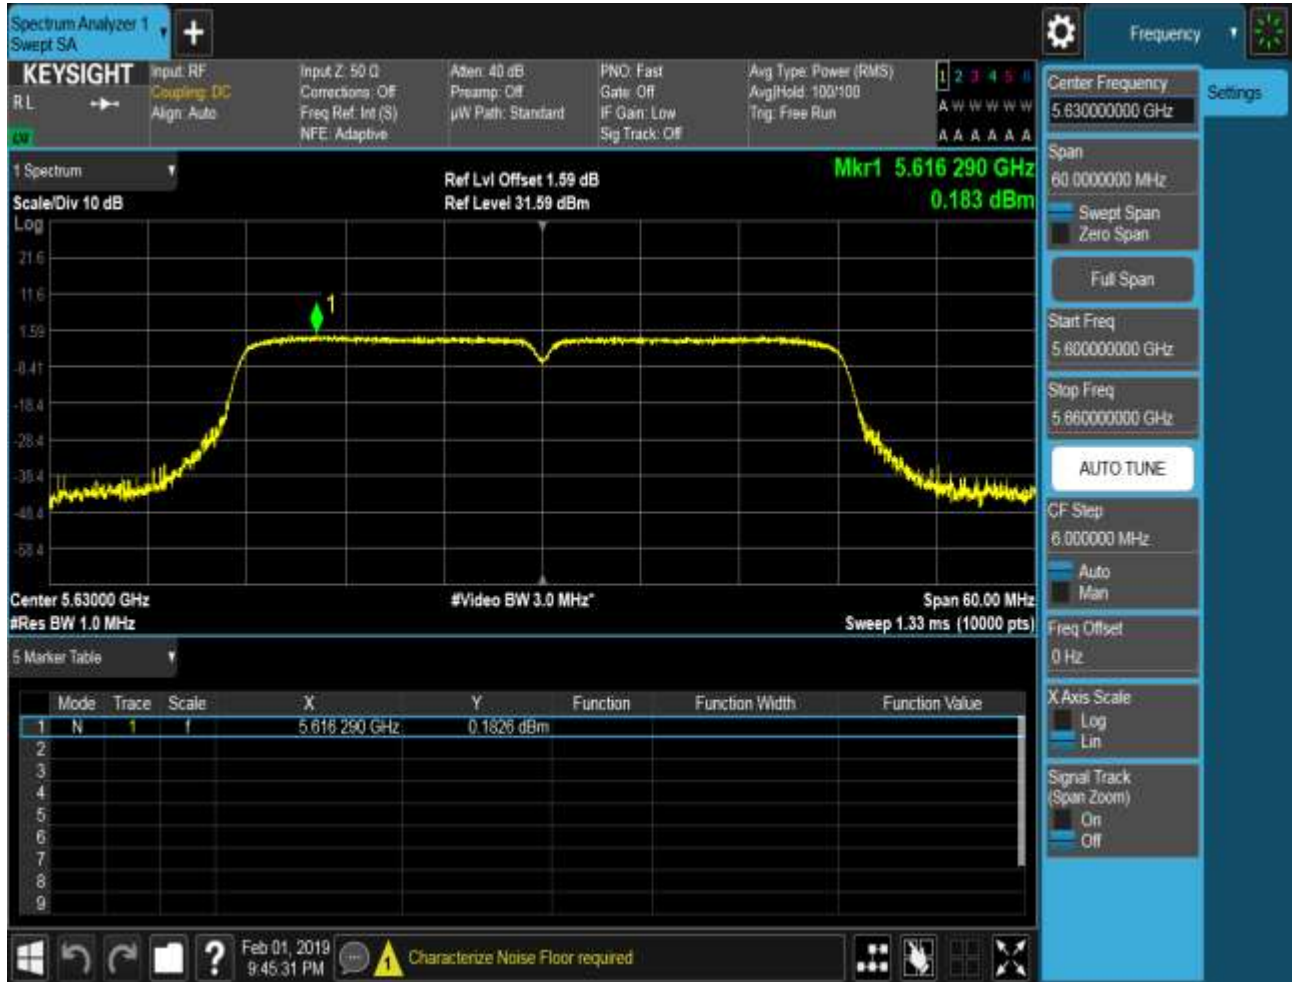 Spectrum Analyzer 1
Swept SA
+
Frequency
KEYSIGHT
RL
Input: RF
Coupling: DC
Align: Auto
Input Z: 50 Ω
Corrections: Off
Freq Ref: Int (S)
NFE: Adaptive
Atten: 40 dB
Preamp: Off
µW Path: Standard
PNO: Fast
Gate: Off
IF Gain: Low
Sig Track: Off
Avg Type: Power (RMS)
Avg|Hold: 100/100
Trig: Free Run
1 2 3 4 5 6
A W W W W W
A A A A A A
1 Spectrum
Scale/Div 10 dB
Ref Lvl Offset 1.59 dB
Ref Level 31.59 dBm
Mkr1 5.616 290 GHz
0.183 dBm
Log
21.6
11.6
1.59
-8.41
-18.4
-28.4
-38.4
-48.4
-58.4
1
Center 5.63000 GHz
#Res BW 1.0 MHz
#Video BW 3.0 MHz*
Span 60.00 MHz
Sweep 1.33 ms (10000 pts)
5 Marker Table
Mode Trace Scale X Y Function Function Width Function Value
1 N 1 f 5.616 290 GHz 0.1826 dBm
2
3
4
5
6
7
8
9
Feb 01, 2019
9:45:31 PM
?
1
Characterize Noise Floor required
Center Frequency
5.630000000 GHz
Settings
Span
60.0000000 MHz
Swept Span
Zero Span
Full Span
Start Freq
5.600000000 GHz
Stop Freq
5.660000000 GHz
AUTO TUNE
CF Step
6.000000 MHz
Auto
Man
Freq Offset
0 Hz
X Axis Scale
Log
Lin
Signal Track
(Span Zoom)
On
Off